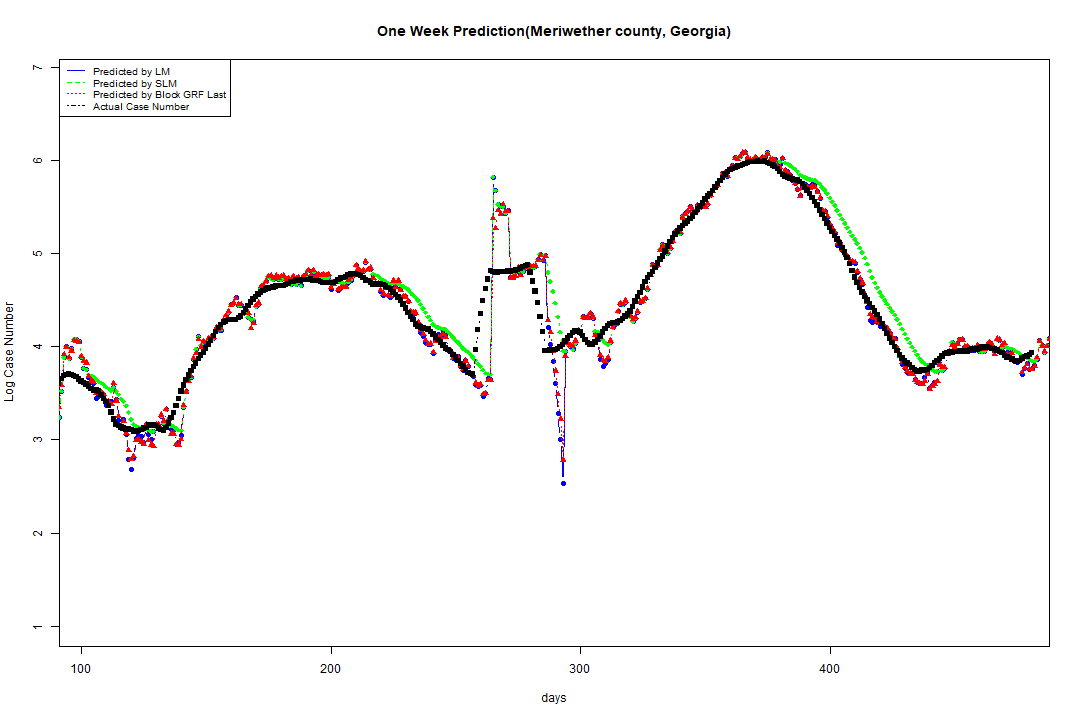 One Week Prediction(Meriwether county, Georgia)
Predicted by LM
Predicted by SLM
Predicted by Block GRF Last
Actual Case Number
7
6
5
4
3
2
1
Log Case Number
100 200 300 400
days